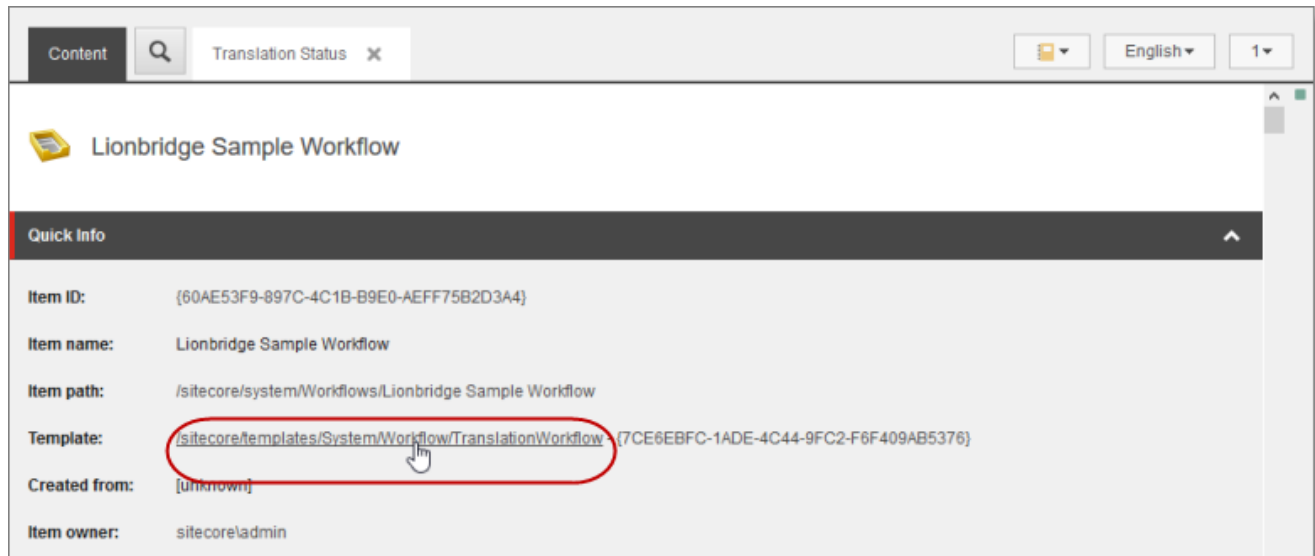 Content Translation Status English 1
Lionbridge Sample Workflow
Quick Info
Item ID: {60AE53F9-897C-4C1B-B9E0-AEFF75B2D3A4}
Item name: Lionbridge Sample Workflow
Item path: /sitecore/system/Workflows/Lionbridge Sample Workflow
Template: /sitecore/templates/System/Workflow/TranslationWorkflow - {7CE6EBFC-1ADE-4C44-9FC2-F6F409AB5376}
Created from: [unknown]
Item owner: sitecore\admin